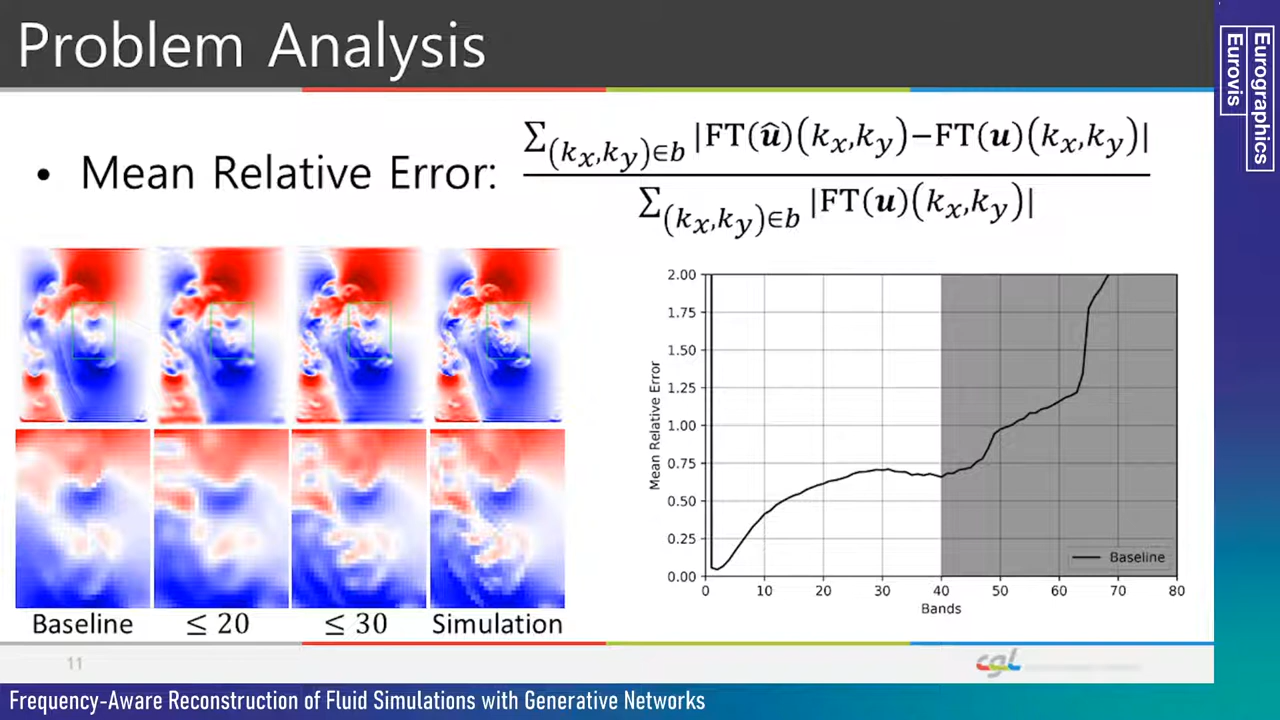 Problem Analysis
Eurographics
Eurovis
• Mean Relative Error:
∑(kx,ky)∈b |FT(û)(kx,ky)−FT(u)(kx,ky)|
∑(kx,ky)∈b |FT(u)(kx,ky)|
2.00
1.75
1.50
1.25
1.00
0.75
0.50
0.25
0.00
Mean Relative Error
Baseline
0 10 20 30 40 50 60 70 80
Bands
Baseline ≤ 20 ≤ 30 Simulation
11
cgl
Frequency-Aware Reconstruction of Fluid Simulations with Generative Networks